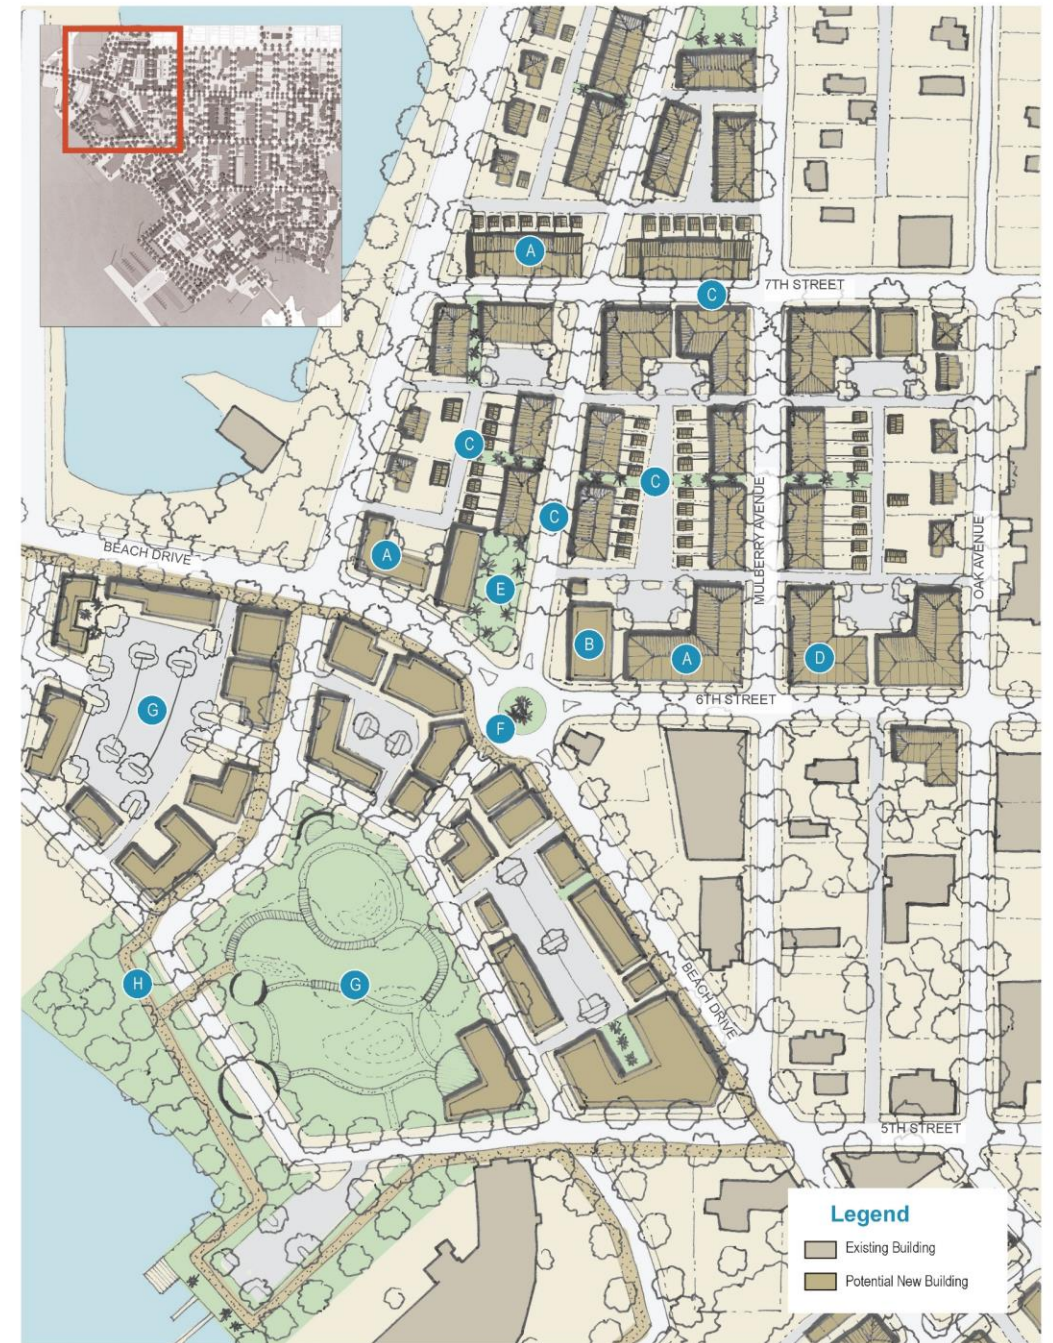 A
7TH STREET
C
C
C
C
MULBERRY AVENUE
OAK AVENUE
BEACH DRIVE
A
E
B
A
D
6TH STREET
G
F
H
G
BEACH DRIVE
5TH STREET
Legend
Existing Building
Potential New Building